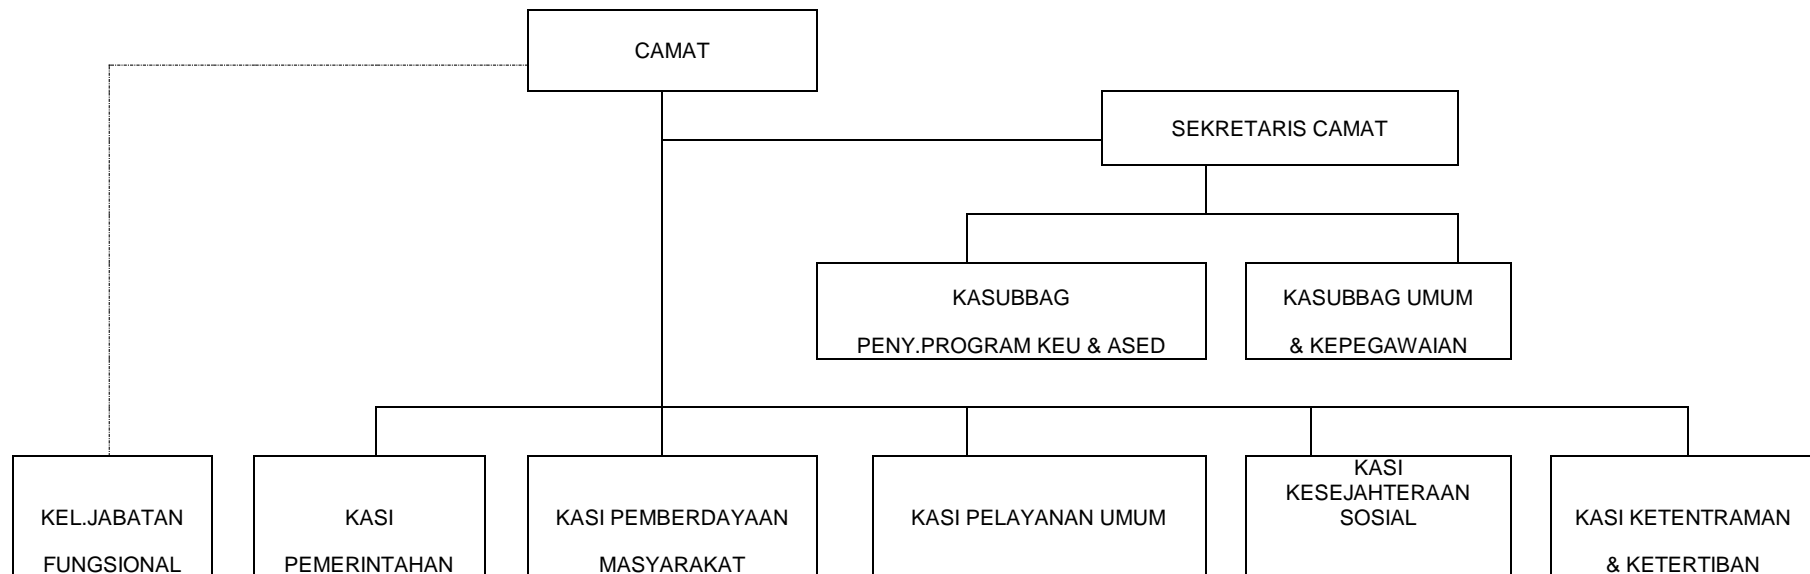 CAMAT
SEKRETARIS CAMAT
KASUBBAG
PENY.PROGRAM KEU & ASED
KASUBBAG UMUM
& KEPEGAWAIAN
KEL.JABATAN
FUNGSIONAL
KASI
PEMERINTAHAN
KASI PEMBERDAYAAN
MASYARAKAT
KASI PELAYANAN UMUM
KASI
KESEJAHTERAAN
SOSIAL
KASI KETENTRAMAN
& KETERTIBAN